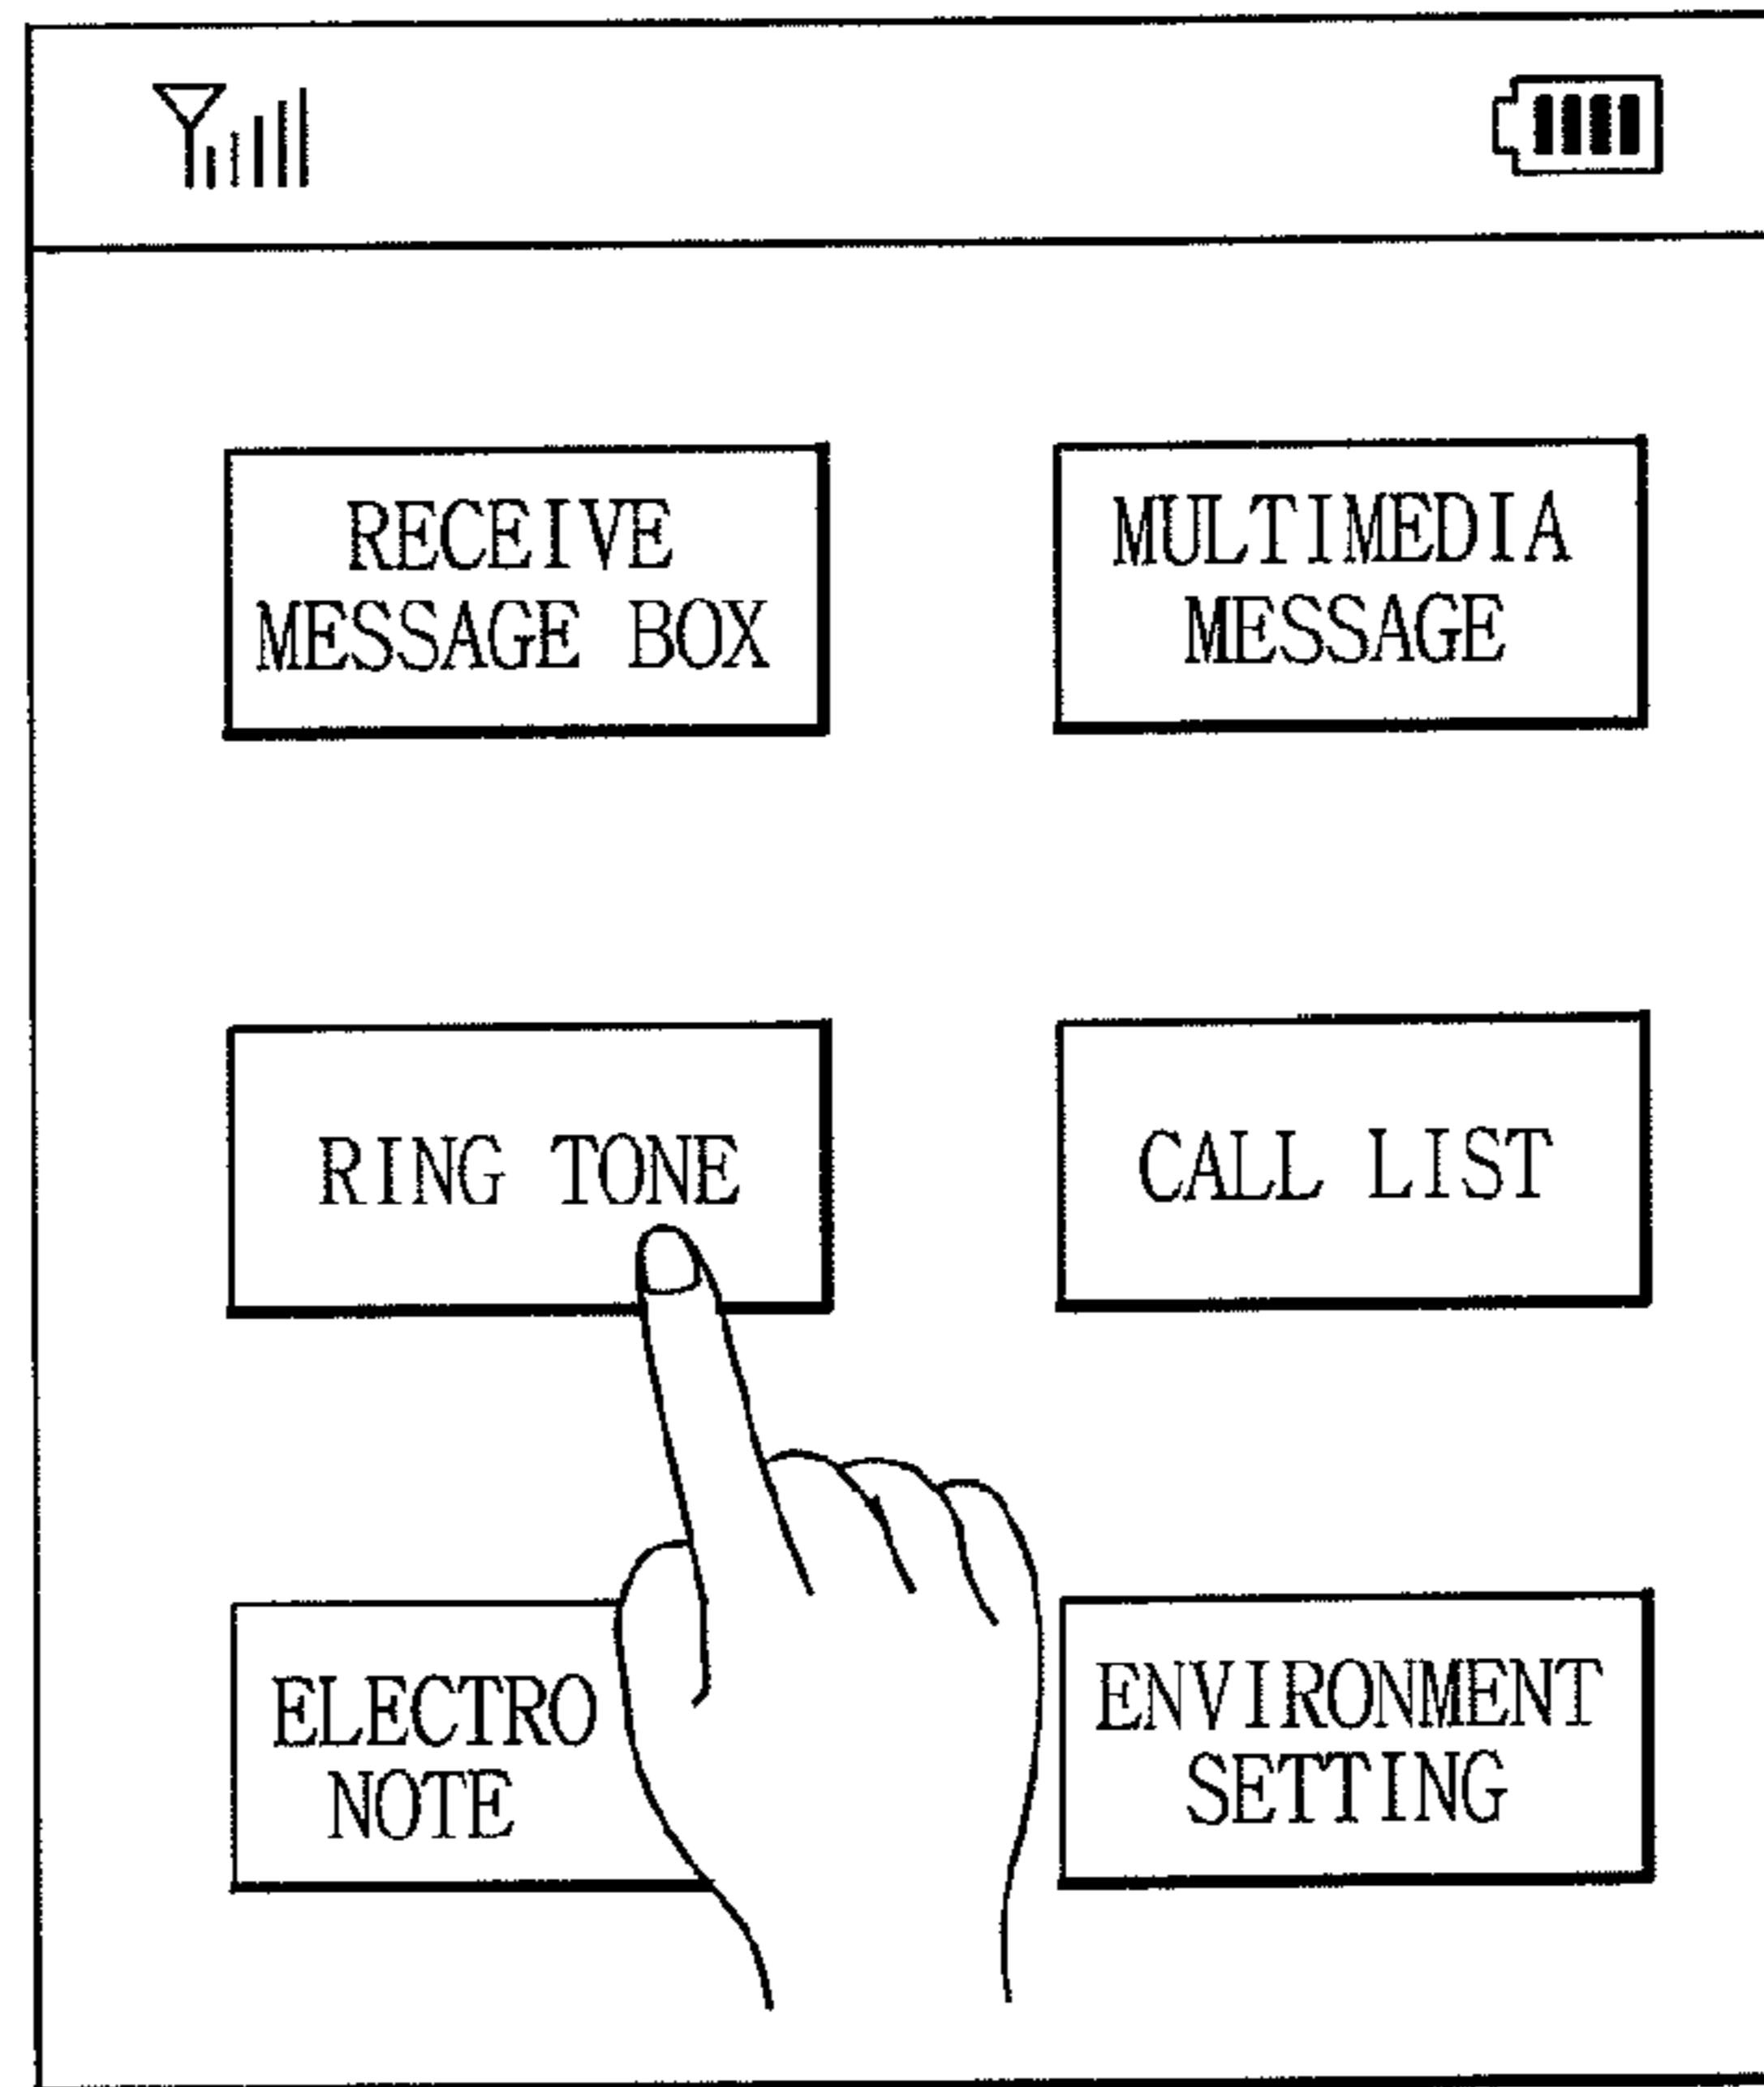 RECEIVE
MESSAGE BOX
MULTIMEDIA
MESSAGE
RING TONE
CALL LIST
ELECTRO
NOTE
ENVIRONMENT
SETTING